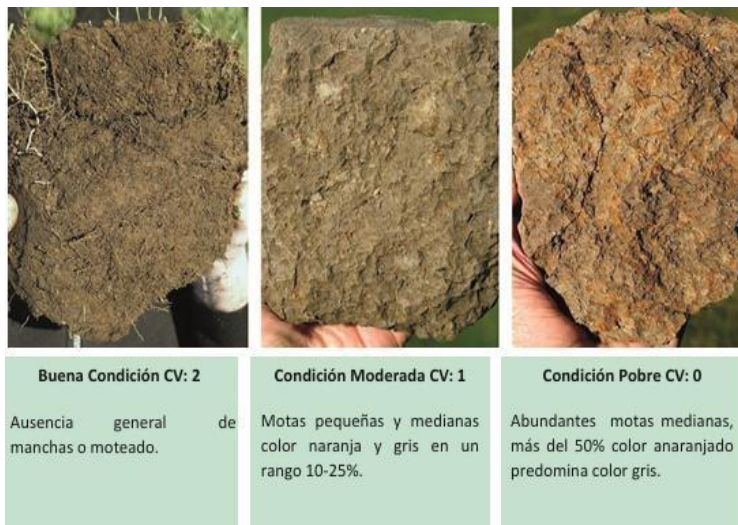 Buena Condición CV: 2
Ausencia general de
manchas o moteado.
Condición Moderada CV: 1
Motas pequeñas y medianas
color naranja y gris en un
rango 10-25%.
Condición Pobre CV: 0
Abundantes motas medianas,
más del 50% color anaranjado
predomina color gris.